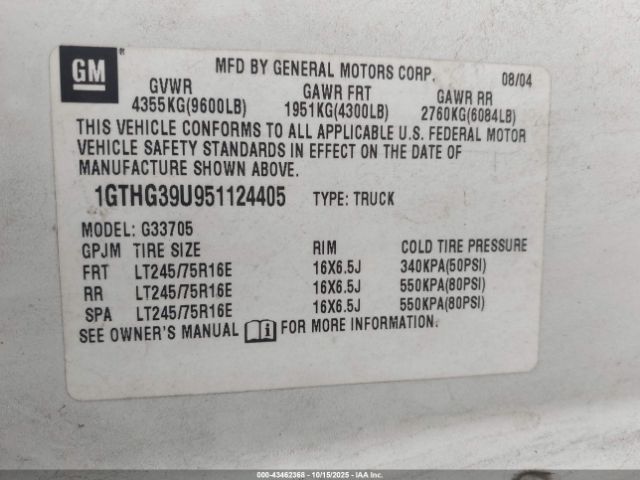 GM®
MFD BY GENERAL MOTORS CORP. 08/04
GVWR GAWR FRT GAWR RR
4355KG(9600LB) 1951KG(4300LB) 2760KG(6084LB)
THIS VEHICLE CONFORMS TO ALL APPLICABLE U.S. FEDERAL MOTOR
VEHICLE SAFETY STANDARDS IN EFFECT ON THE DATE OF
MANUFACTURE SHOWN ABOVE.
1GTHG39U951124405 TYPE: TRUCK
MODEL: G33705
GPJM TIRE SIZE RIM COLD TIRE PRESSURE
FRT LT245/75R16E 16X6.5J 340KPA(50PSI)
RR LT245/75R16E 16X6.5J 550KPA(80PSI)
SPA LT245/75R16E 16X6.5J 550KPA(80PSI)
SEE OWNER'S MANUAL FOR MORE INFORMATION.
000-43462368 - 10/15/2025 - IAAI.COM